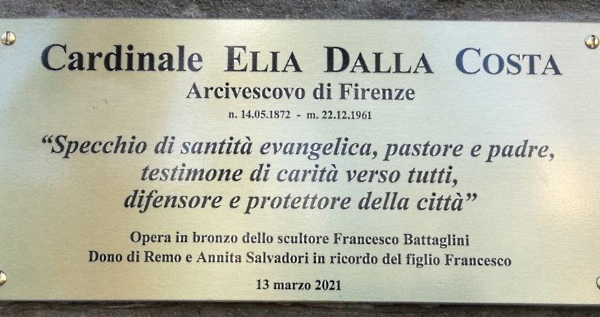 Cardinale ELIA DALLA COSTA
Arcivescovo di Firenze
n. 14.05.1872 - m. 22.12.1961
“Specchio di santità evangelica, pastore e padre,
testimone di carità verso tutti,
difensore e protettore della città”
Opera in bronzo dello scultore Francesco Battaglini
Dono di Remo e Annita Salvadori in ricordo del figlio Francesco
13 marzo 2021